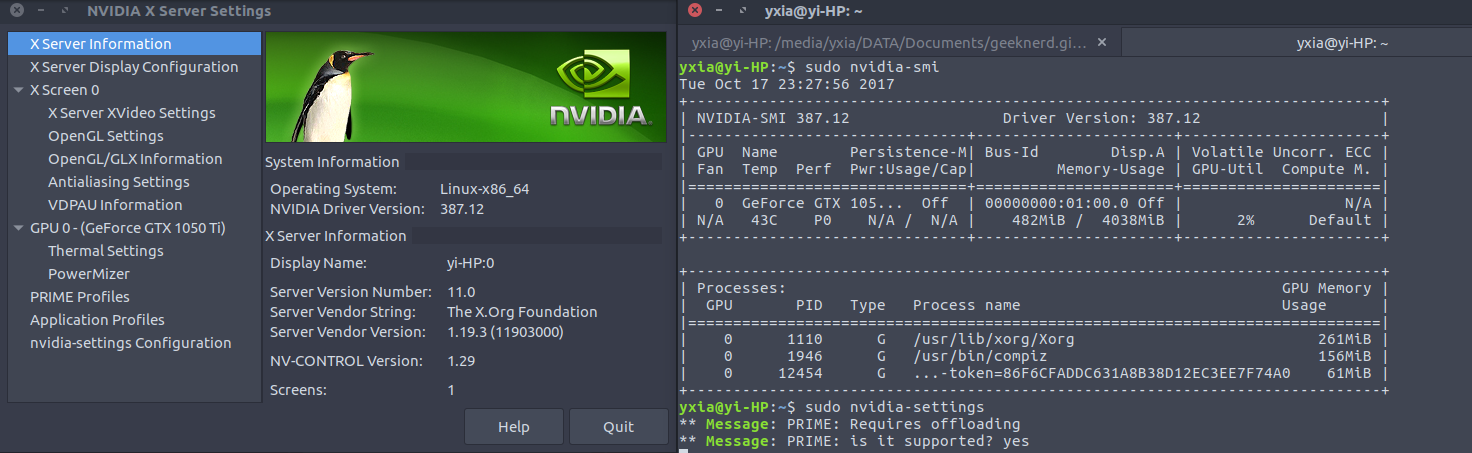 NVIDIA X Server Settings
X Server Information
X Server Display Configuration
X Screen 0
X Server XVideo Settings
OpenGL Settings
OpenGL/GLX Information
Antialiasing Settings
VDPAU Information
GPU 0 - (GeForce GTX 1050 Ti)
Thermal Settings
PowerMizer
PRIME Profiles
Application Profiles
nvidia-settings Configuration
NVIDIA.
System Information
Operating System: Linux-x86_64
NVIDIA Driver Version: 387.12
X Server Information
Display Name: yi-HP:0
Server Version Number: 11.0
Server Vendor String: The X.Org Foundation
Server Vendor Version: 1.19.3 (11903000)
NV-CONTROL Version: 1.29
Screens: 1
Help Quit
yxia@yi-HP: ~
yxia@yi-HP: /media/yxia/DATA/Documents/geeknerd.gi... yxia@yi-HP: ~
yxia@yi-HP:~$ sudo nvidia-smi
Tue Oct 17 23:27:56 2017
+-----------------------------------------------------------------------------+
| NVIDIA-SMI 387.12                 Driver Version: 387.12                    |
|-------------------------------+----------------------+----------------------+
| GPU  Name        Persistence-M| Bus-Id        Disp.A | Volatile Uncorr. ECC |
| Fan  Temp  Perf  Pwr:Usage/Cap|         Memory-Usage | GPU-Util  Compute M. |
|===============================+======================+======================|
|   0  GeForce GTX 105...  Off  | 00000000:01:00.0 Off |                  N/A |
| N/A   43C    P0    N/A /  N/A |    482MiB /  4038MiB |      2%      Default |
+-------------------------------+----------------------+----------------------+
+-----------------------------------------------------------------------------+
| Processes:                                                       GPU Memory |
|  GPU       PID   Type   Process name                             Usage      |
|=============================================================================|
|    0      1110      G   /usr/lib/xorg/Xorg                           261MiB |
|    0      1946      G   /usr/bin/compiz                              156MiB |
|    0     12454      G   ...-token=86F6CFADDC631A8B38D12EC3EE7F74A0    61MiB |
+-----------------------------------------------------------------------------+
yxia@yi-HP:~$ sudo nvidia-settings
** Message: PRIME: Requires offloading
** Message: PRIME: is it supported? yes